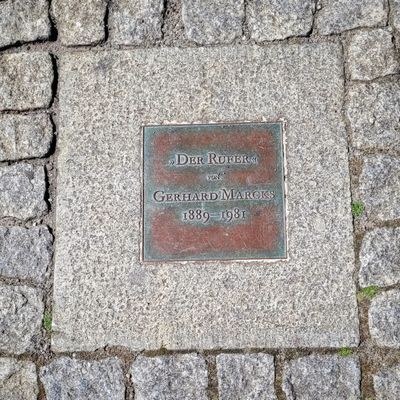 „DER RUFER“
von
GERHARD MARCKS
1889–1981